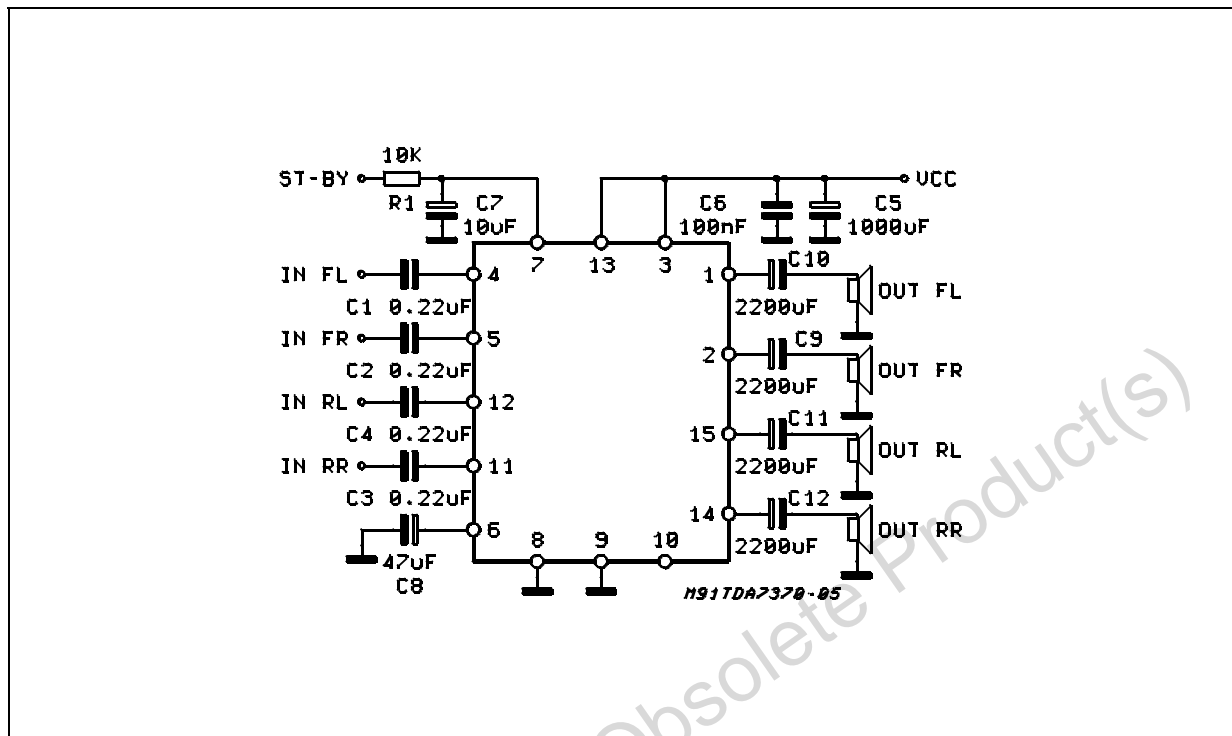 10K
ST-BY
VCC
R1
C7
10uF
C6
100nF
C5
1000uF
7
13
3
IN FL
4
C1 0.22uF
IN FR
5
C2 0.22uF
IN RL
12
C4 0.22uF
IN RR
11
C3 0.22uF
6
47uF
C8
8
9
10
1
C10
2200uF
OUT FL
2
C9
2200uF
OUT FR
15
C11
2200uF
OUT RL
14
C12
2200uF
OUT RR
M91TDA7370-05
Obsolete Product(s)